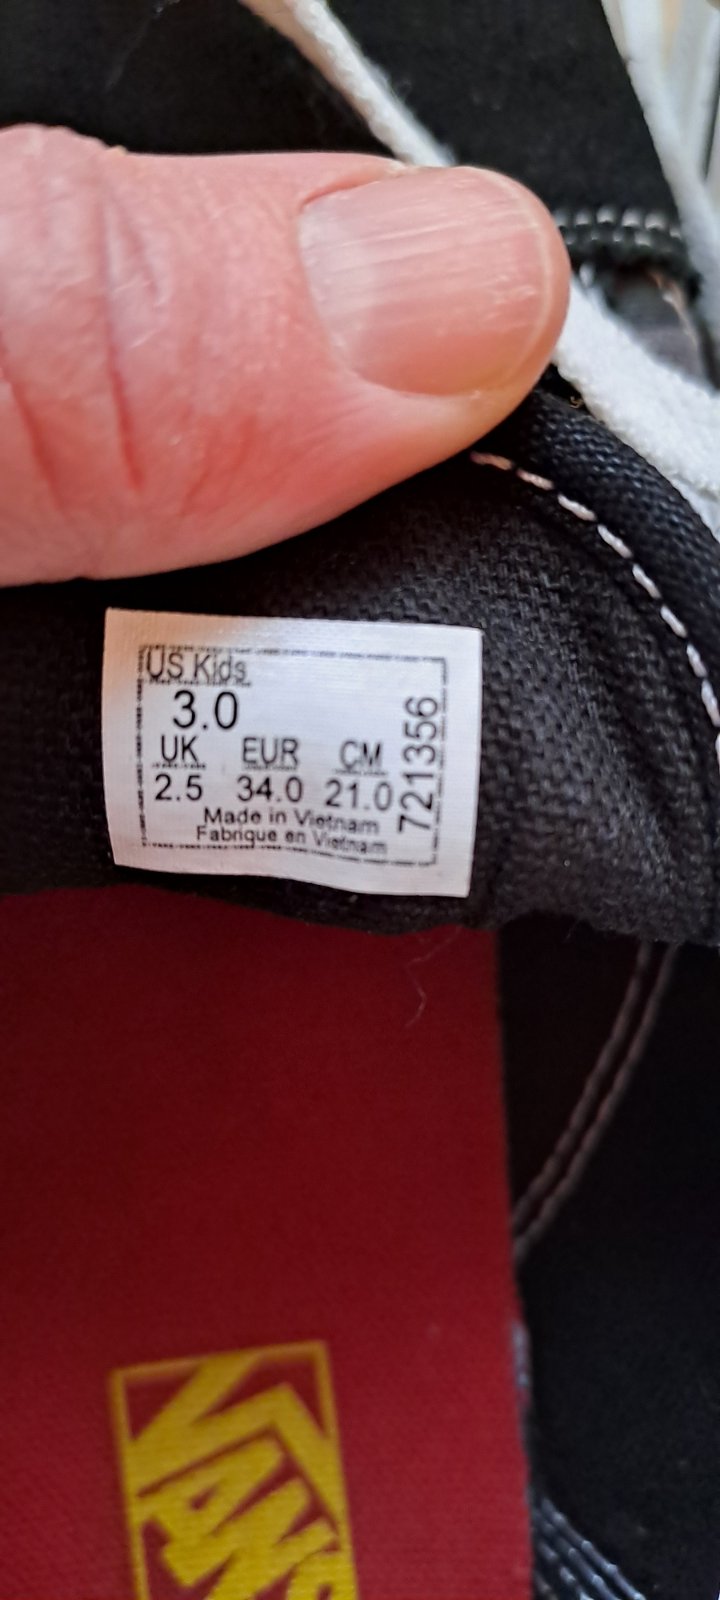 US Kids
3.0
UK EUR CM
2.5 34.0 21.0
Made in Vietnam
Fabrique en Vietnam
721356
VANS